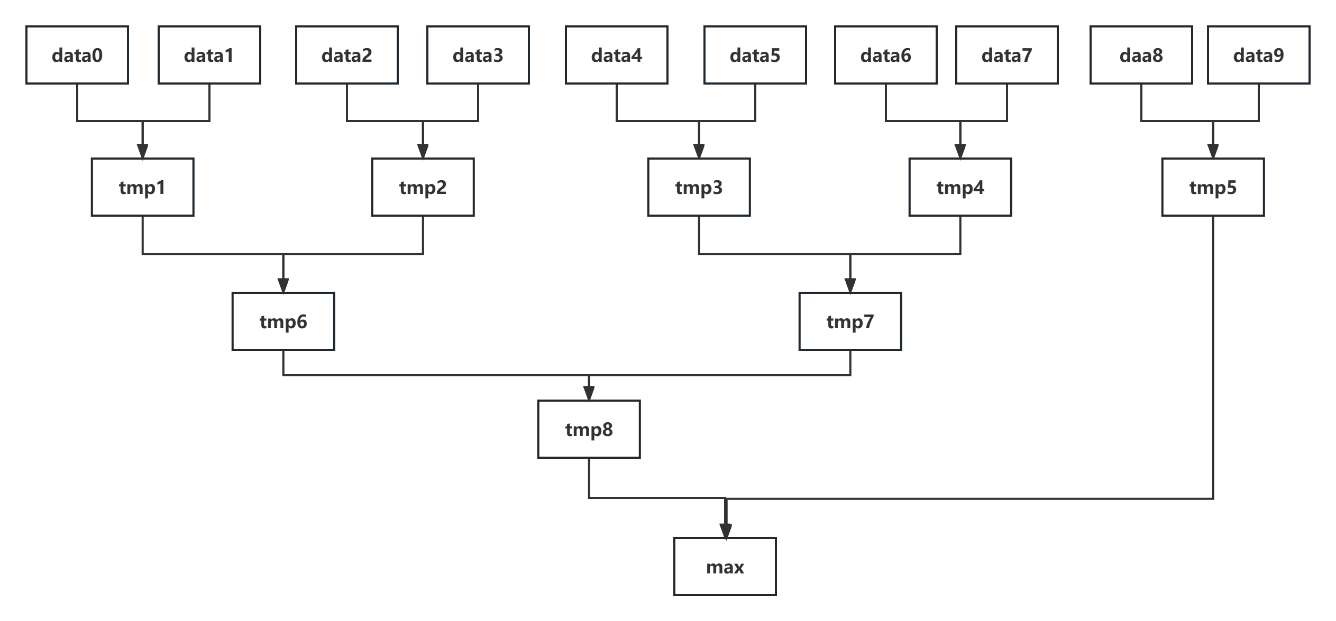 data0 data1 data2 data3 data4 data5 data6 data7 daa8 data9
tmp1 tmp2 tmp3 tmp4 tmp5
tmp6 tmp7
tmp8
max